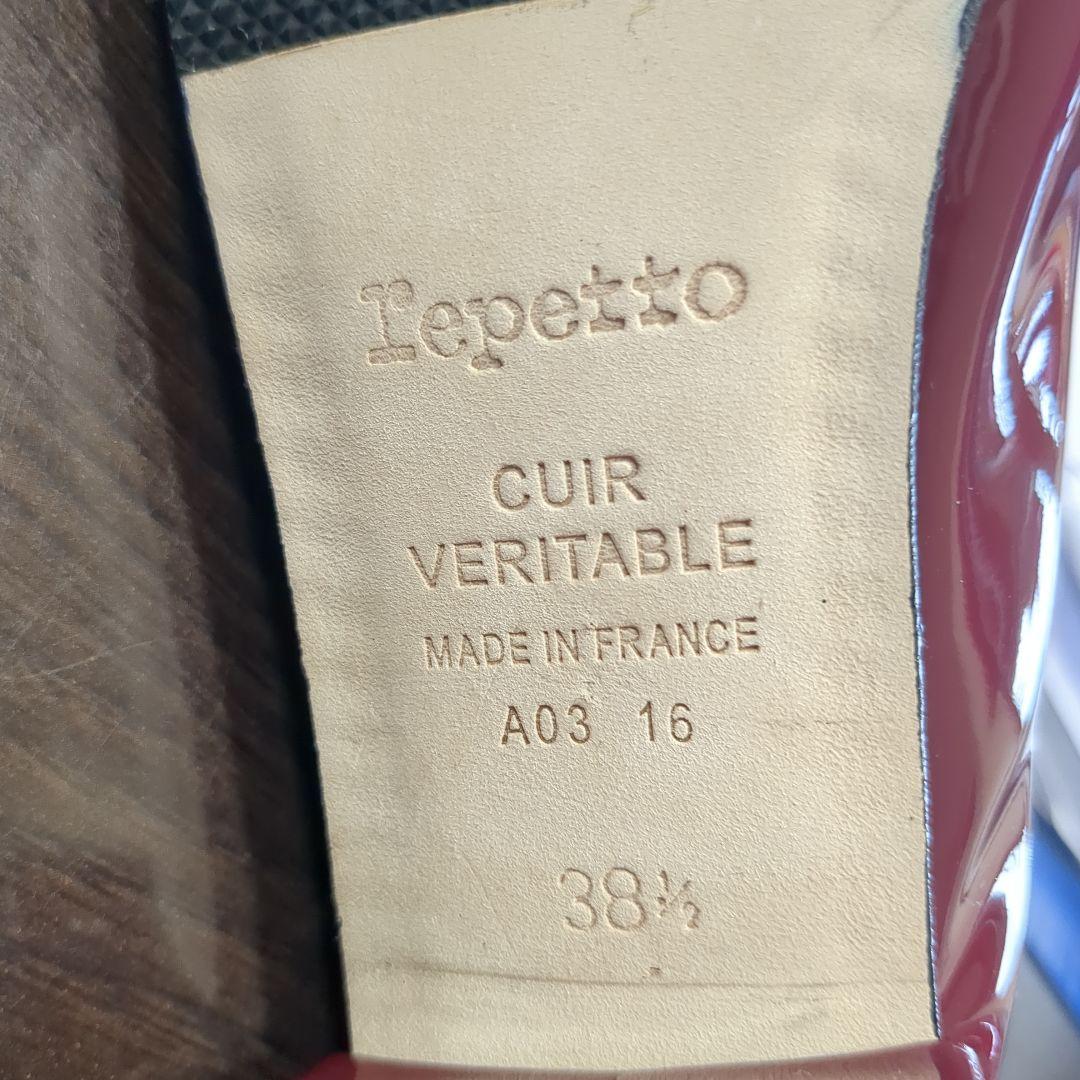 repetto
CUIR
VERITABLE
MADE IN FRANCE
A03 16
38½